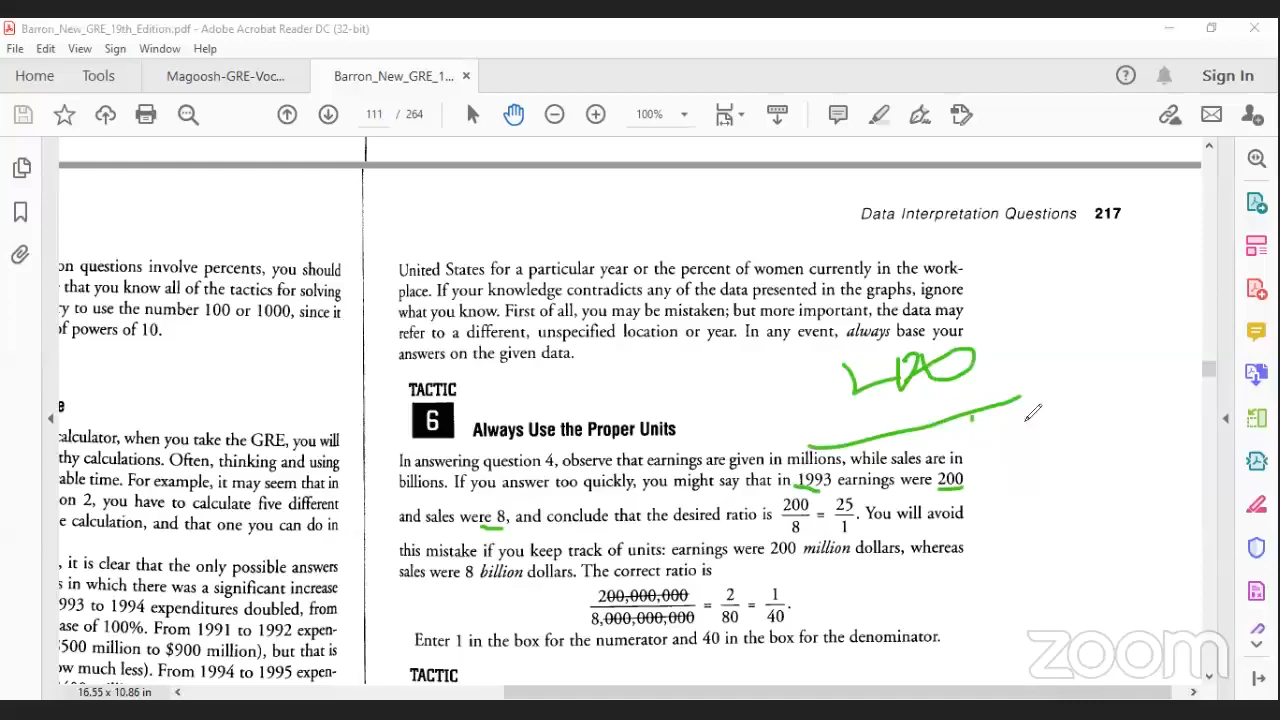 Barron_New_GRE_19th_Edition.pdf - Adobe Acrobat Reader DC (32-bit)
File Edit View Sign Window Help
Home Tools Magoosh-GRE-Voc... Barron_New_GRE_1... × Sign In
111 / 264 100%
Data Interpretation Questions 217
on questions involve percents, you should
that you know all of the tactics for solving
ry to use the number 100 or 1000, since it
of powers of 10.
e
calculator, when you take the GRE, you will
thy calculations. Often, thinking and using
able time. For example, it may seem that in
on 2, you have to calculate five different
e calculation, and that one you can do in
, it is clear that the only possible answers
s in which there was a significant increase
993 to 1994 expenditures doubled, from
ase of 100%. From 1991 to 1992 expen-
$500 million to $900 million), but that is
ow much less). From 1994 to 1995 expen-
United States for a particular year or the percent of women currently in the work-
place. If your knowledge contradicts any of the data presented in the graphs, ignore
what you know. First of all, you may be mistaken; but more important, the data may
refer to a different, unspecified location or year. In any event, always base your
answers on the given data.
TACTIC
6 Always Use the Proper Units
In answering question 4, observe that earnings are given in millions, while sales are in
billions. If you answer too quickly, you might say that in 1993 earnings were 200
and sales were 8, and conclude that the desired ratio is 200/8 = 25/1. You will avoid
this mistake if you keep track of units: earnings were 200 million dollars, whereas
sales were 8 billion dollars. The correct ratio is
200,000,000/8,000,000,000 = 2/80 = 1/40.
Enter 1 in the box for the numerator and 40 in the box for the denominator.
TACTIC
16.55 x 10.86 in
zoom